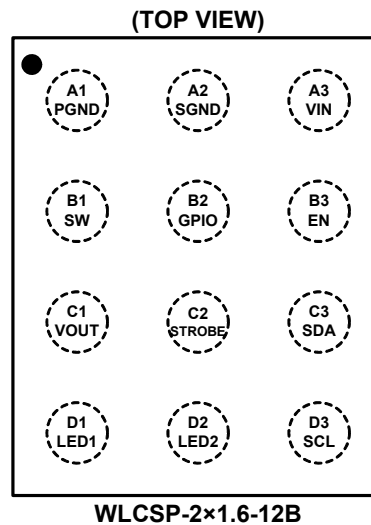 (TOP VIEW)
A1 A2 A3
PGND SGND VIN
B1 B2 B3
SW GPIO EN
C1 C2 C3
VOUT STROBE SDA
D1 D2 D3
LED1 LED2 SCL
WLCSP-2×1.6-12B